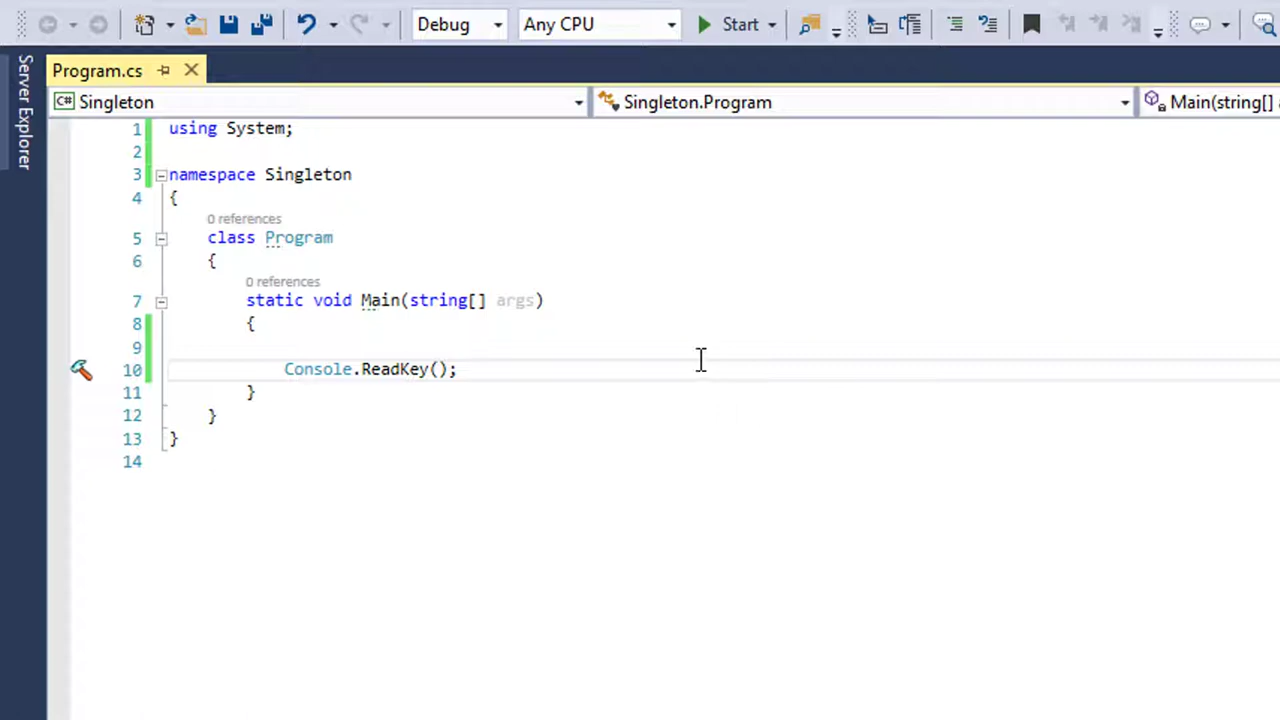 Debug Any CPU Start
Server Explorer
Program.cs
C# Singleton Singleton.Program Main(string[] a
1 using System;
2
3 namespace Singleton
4 {
0 references
5 class Program
6 {
0 references
7 static void Main(string[] args)
8 {
9
10 Console.ReadKey();
11 }
12 }
13 }
14